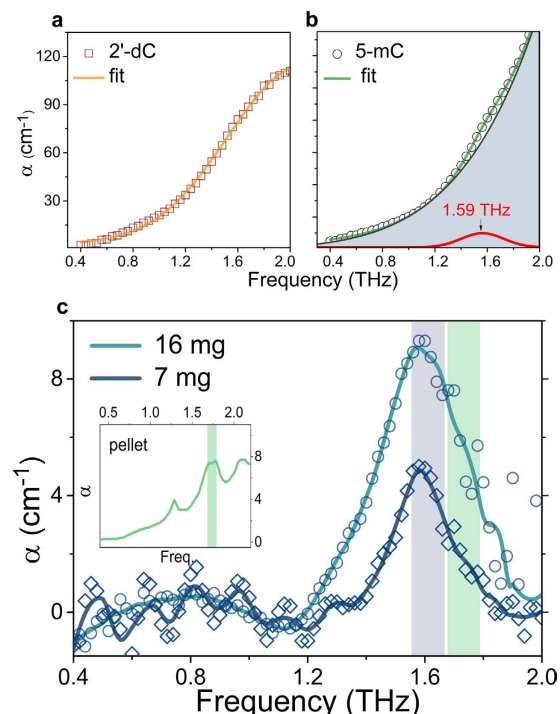 a
2'-dC
fit
α (cm⁻¹)
120
90
60
30
0.4 0.8 1.2 1.6 2.0
Frequency (THz)
b
5-mC
fit
1.59 THz
0.4 0.8 1.2 1.6 2.0
Frequency (THz)
c
16 mg
7 mg
α (cm⁻¹)
8
4
0
0.5 1.0 1.5 2.0
pellet
α
8
4
0
Freq.
0.4 0.8 1.2 1.6 2.0
Frequency (THz)